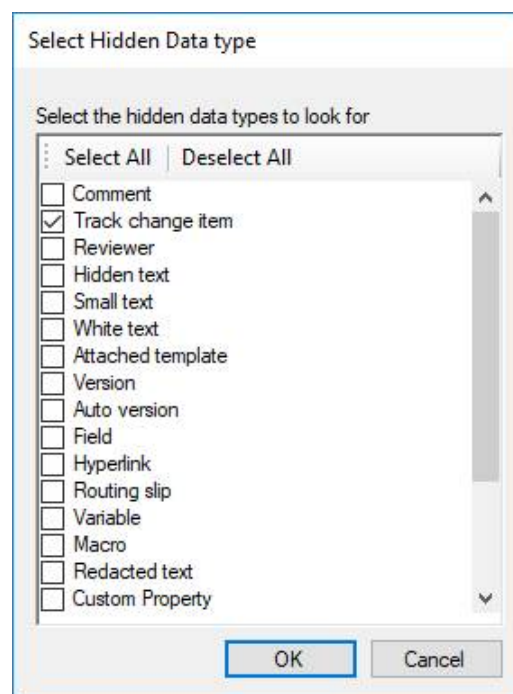 Select Hidden Data type
Select the hidden data types to look for
Select All Deselect All
Comment
Track change item
Reviewer
Hidden text
Small text
White text
Attached template
Version
Auto version
Field
Hyperlink
Routing slip
Variable
Macro
Redacted text
Custom Property
OK Cancel